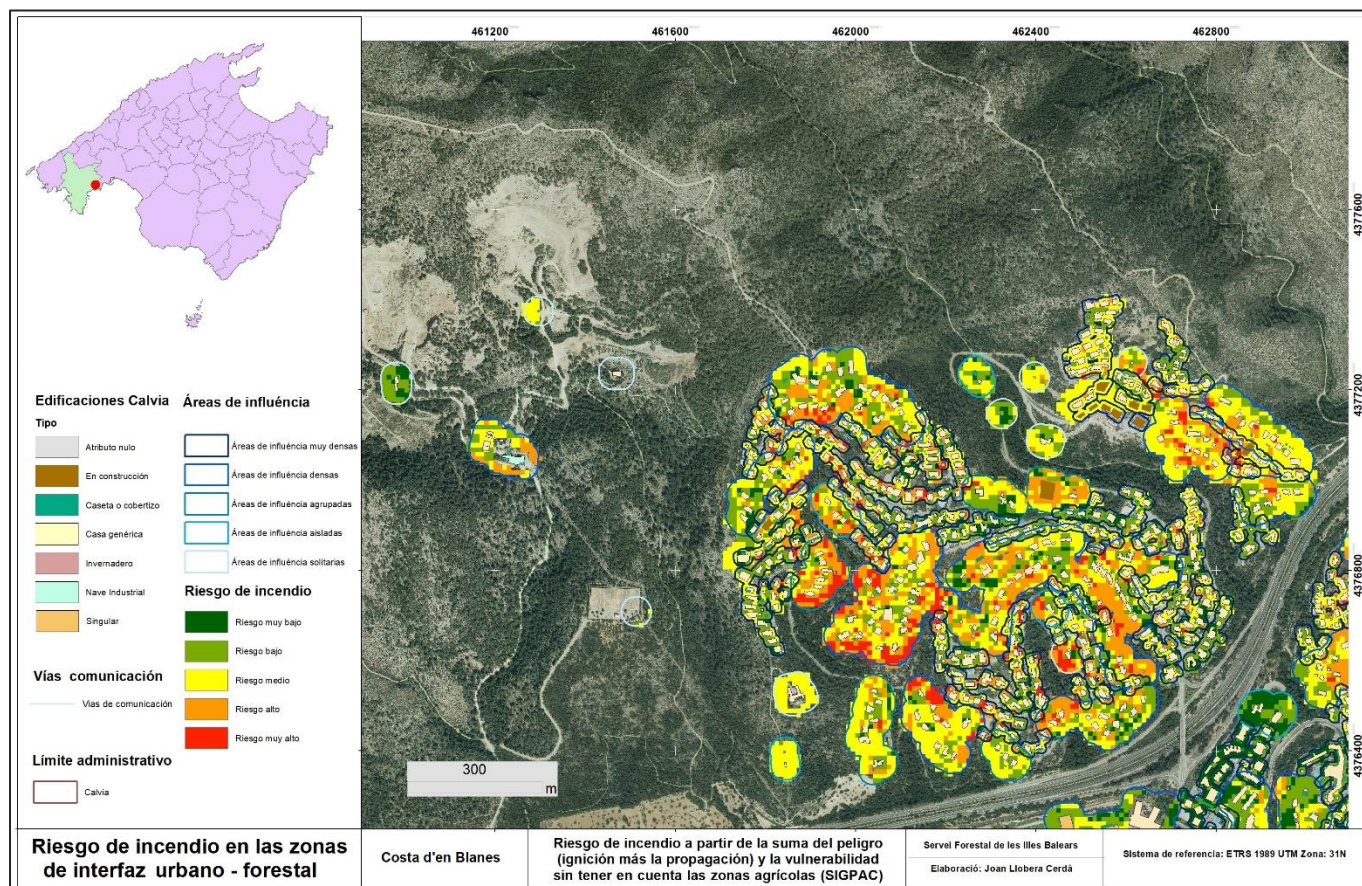 461200
461600
462000
462400
462800
4377600
4377200
4376800
4376400
Edificaciones Calvia
Tipo
Atributo nulo
En construcción
Caseta o cobertizo
Casa genérica
Invernadero
Nave Industrial
Singular
Vías comunicación
Vias de comunicación
Límite administrativo
Calvia
Áreas de influéncia
Áreas de influéncia muy densas
Áreas de influéncia densas
Áreas de influéncia agrupadas
Áreas de influéncia aisladas
Áreas de influéncia solitarias
Riesgo de incendio
Riesgo muy bajo
Riesgo bajo
Riesgo medio
Riesgo alto
Riesgo muy alto
300
m
Riesgo de incendio en las zonas
de interfaz urbano - forestal
Costa d'en Blanes
Riesgo de incendio a partir de la suma del peligro
(ignición más la propagación) y la vulnerabilidad
sin tener en cuenta las zonas agrícolas (SIGPAC)
Servei Forestal de les Illes Balears
Elaboració: Joan Llobera Cerdà
Sistema de referencia: ETRS 1989 UTM Zona: 31N